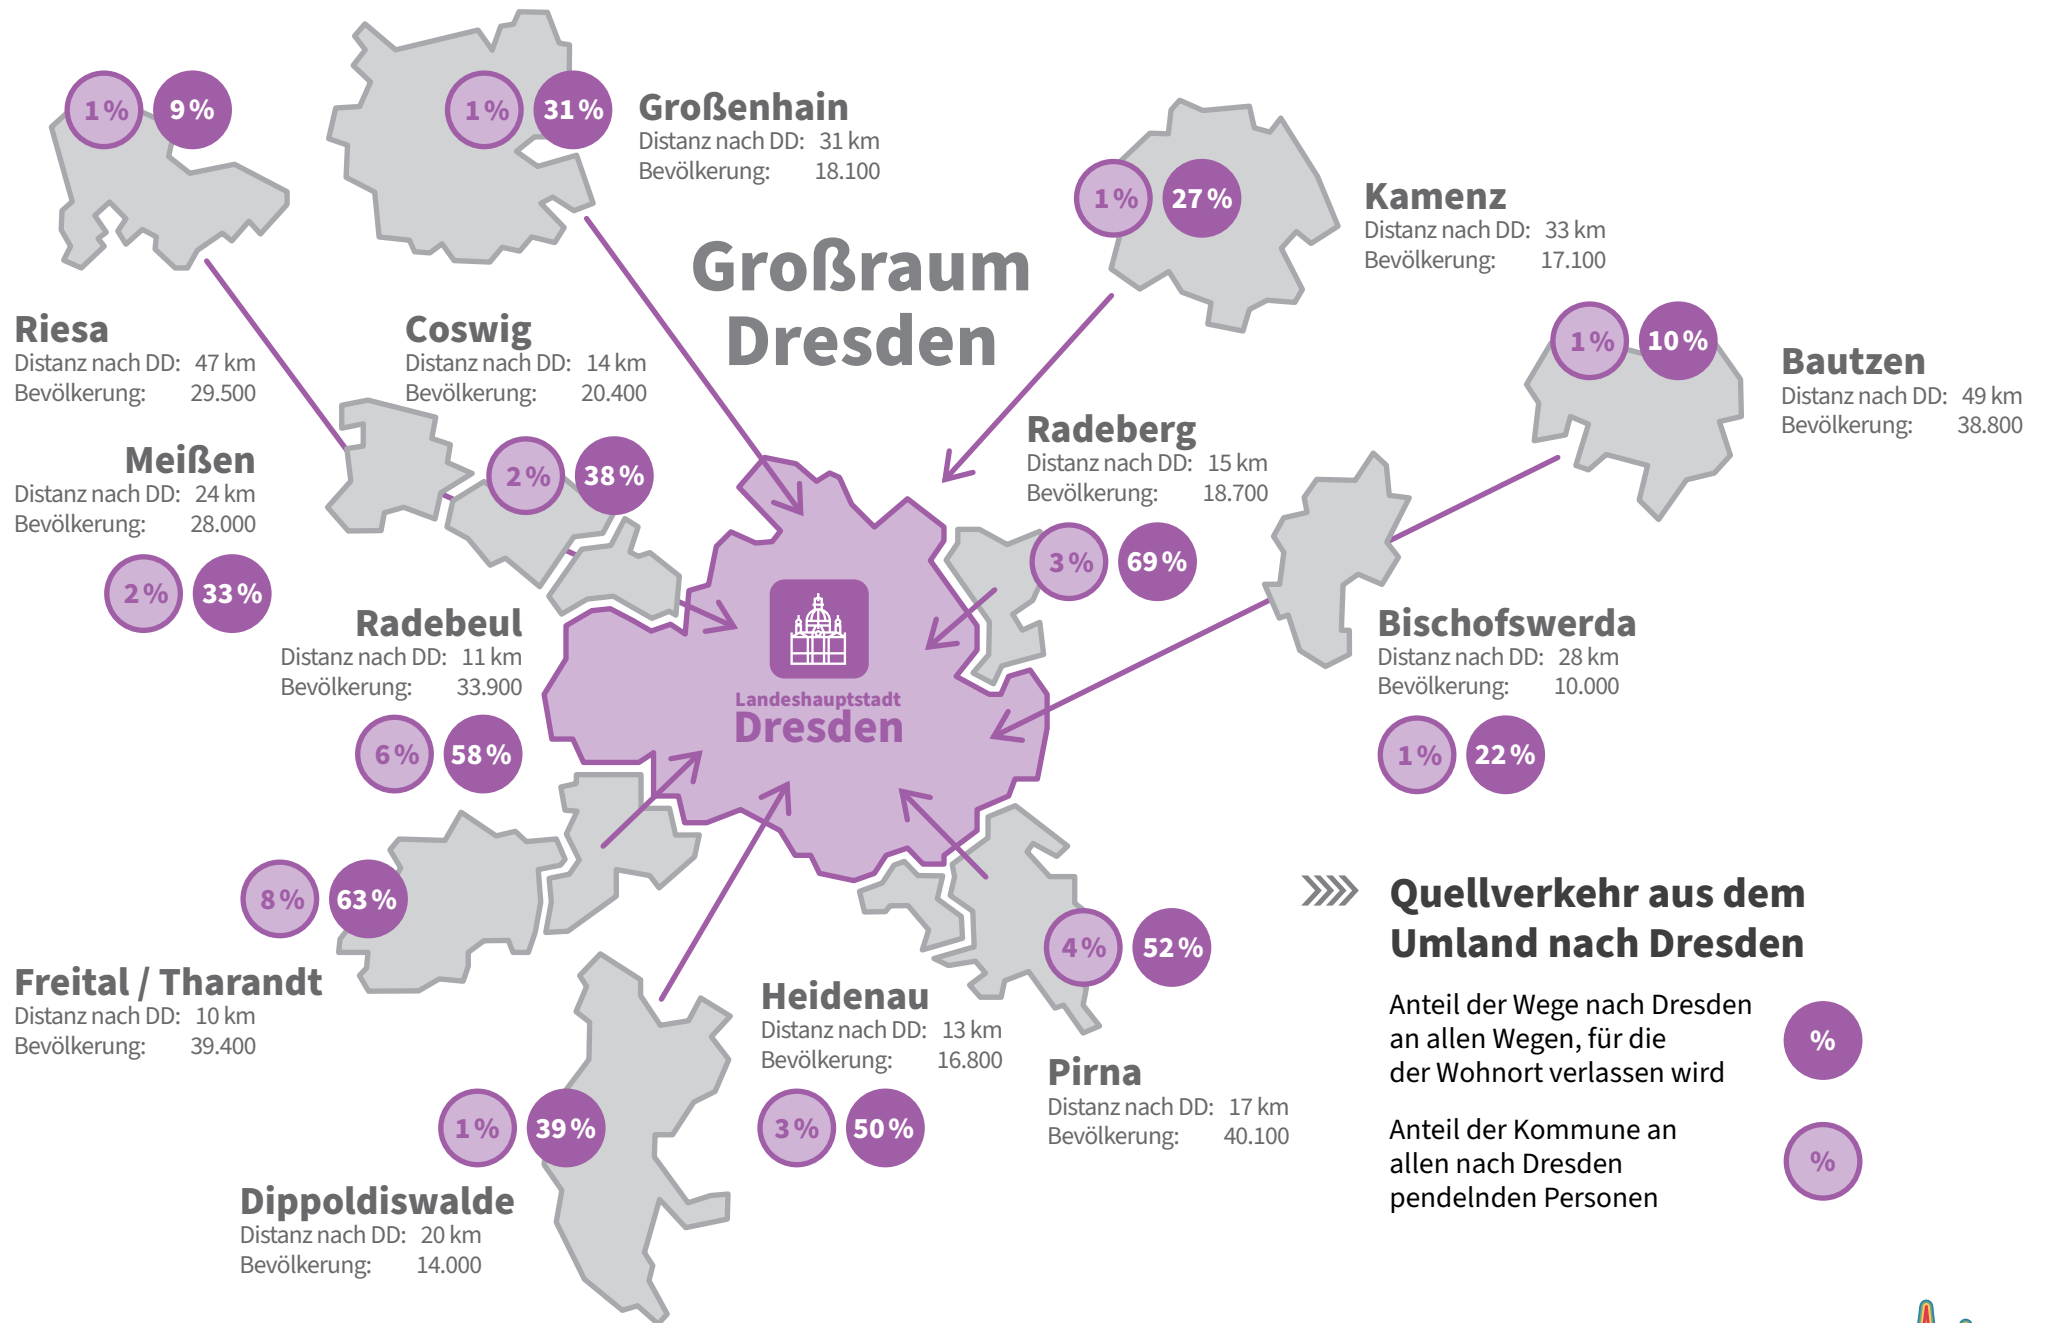 1 % 9 %
1 % 31 %
Großenhain
Distanz nach DD: 31 km
Bevölkerung: 18.100
1 % 27 %
Kamenz
Distanz nach DD: 33 km
Bevölkerung: 17.100
Großraum
Dresden
Riesa
Distanz nach DD: 47 km
Bevölkerung: 29.500
Coswig
Distanz nach DD: 14 km
Bevölkerung: 20.400
2 % 38 %
1 % 10 %
Bautzen
Distanz nach DD: 49 km
Bevölkerung: 38.800
Meißen
Distanz nach DD: 24 km
Bevölkerung: 28.000
2 % 33 %
Radeberg
Distanz nach DD: 15 km
Bevölkerung: 18.700
3 % 69 %
Radebeul
Distanz nach DD: 11 km
Bevölkerung: 33.900
6 % 58 %
Landeshauptstadt
Dresden
Bischofswerda
Distanz nach DD: 28 km
Bevölkerung: 10.000
1 % 22 %
8 % 63 %
Freital / Tharandt
Distanz nach DD: 10 km
Bevölkerung: 39.400
4 % 52 %
Pirna
Distanz nach DD: 17 km
Bevölkerung: 40.100
Heidenau
Distanz nach DD: 13 km
Bevölkerung: 16.800
3 % 50 %
1 % 39 %
Dippoldiswalde
Distanz nach DD: 20 km
Bevölkerung: 14.000
Quellverkehr aus dem
Umland nach Dresden
Anteil der Wege nach Dresden
an allen Wegen, für die
der Wohnort verlassen wird
%
Anteil der Kommune an
allen nach Dresden
pendelnden Personen
%